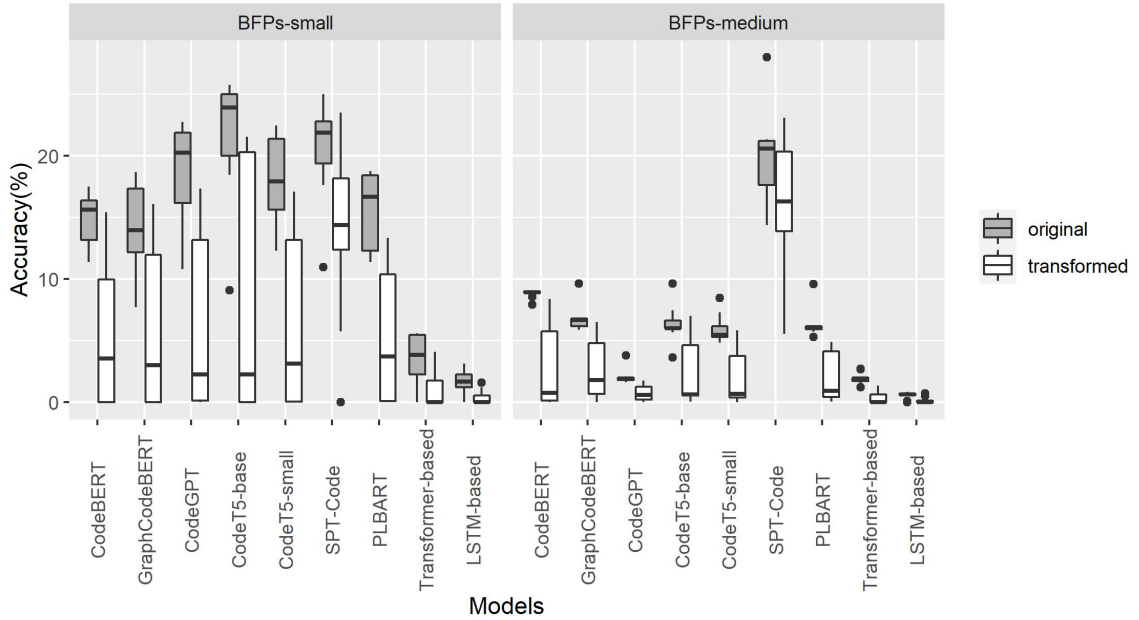 BFPs-small
BFPs-medium
Accuracy(%)
20
10
0
CodeBERT
GraphCodeBERT
CodeGPT
CodeT5-base
CodeT5-small
SPT-Code
PLBART
Transformer-based
LSTM-based
CodeBERT
GraphCodeBERT
CodeGPT
CodeT5-base
CodeT5-small
SPT-Code
PLBART
Transformer-based
LSTM-based
Models
original
transformed